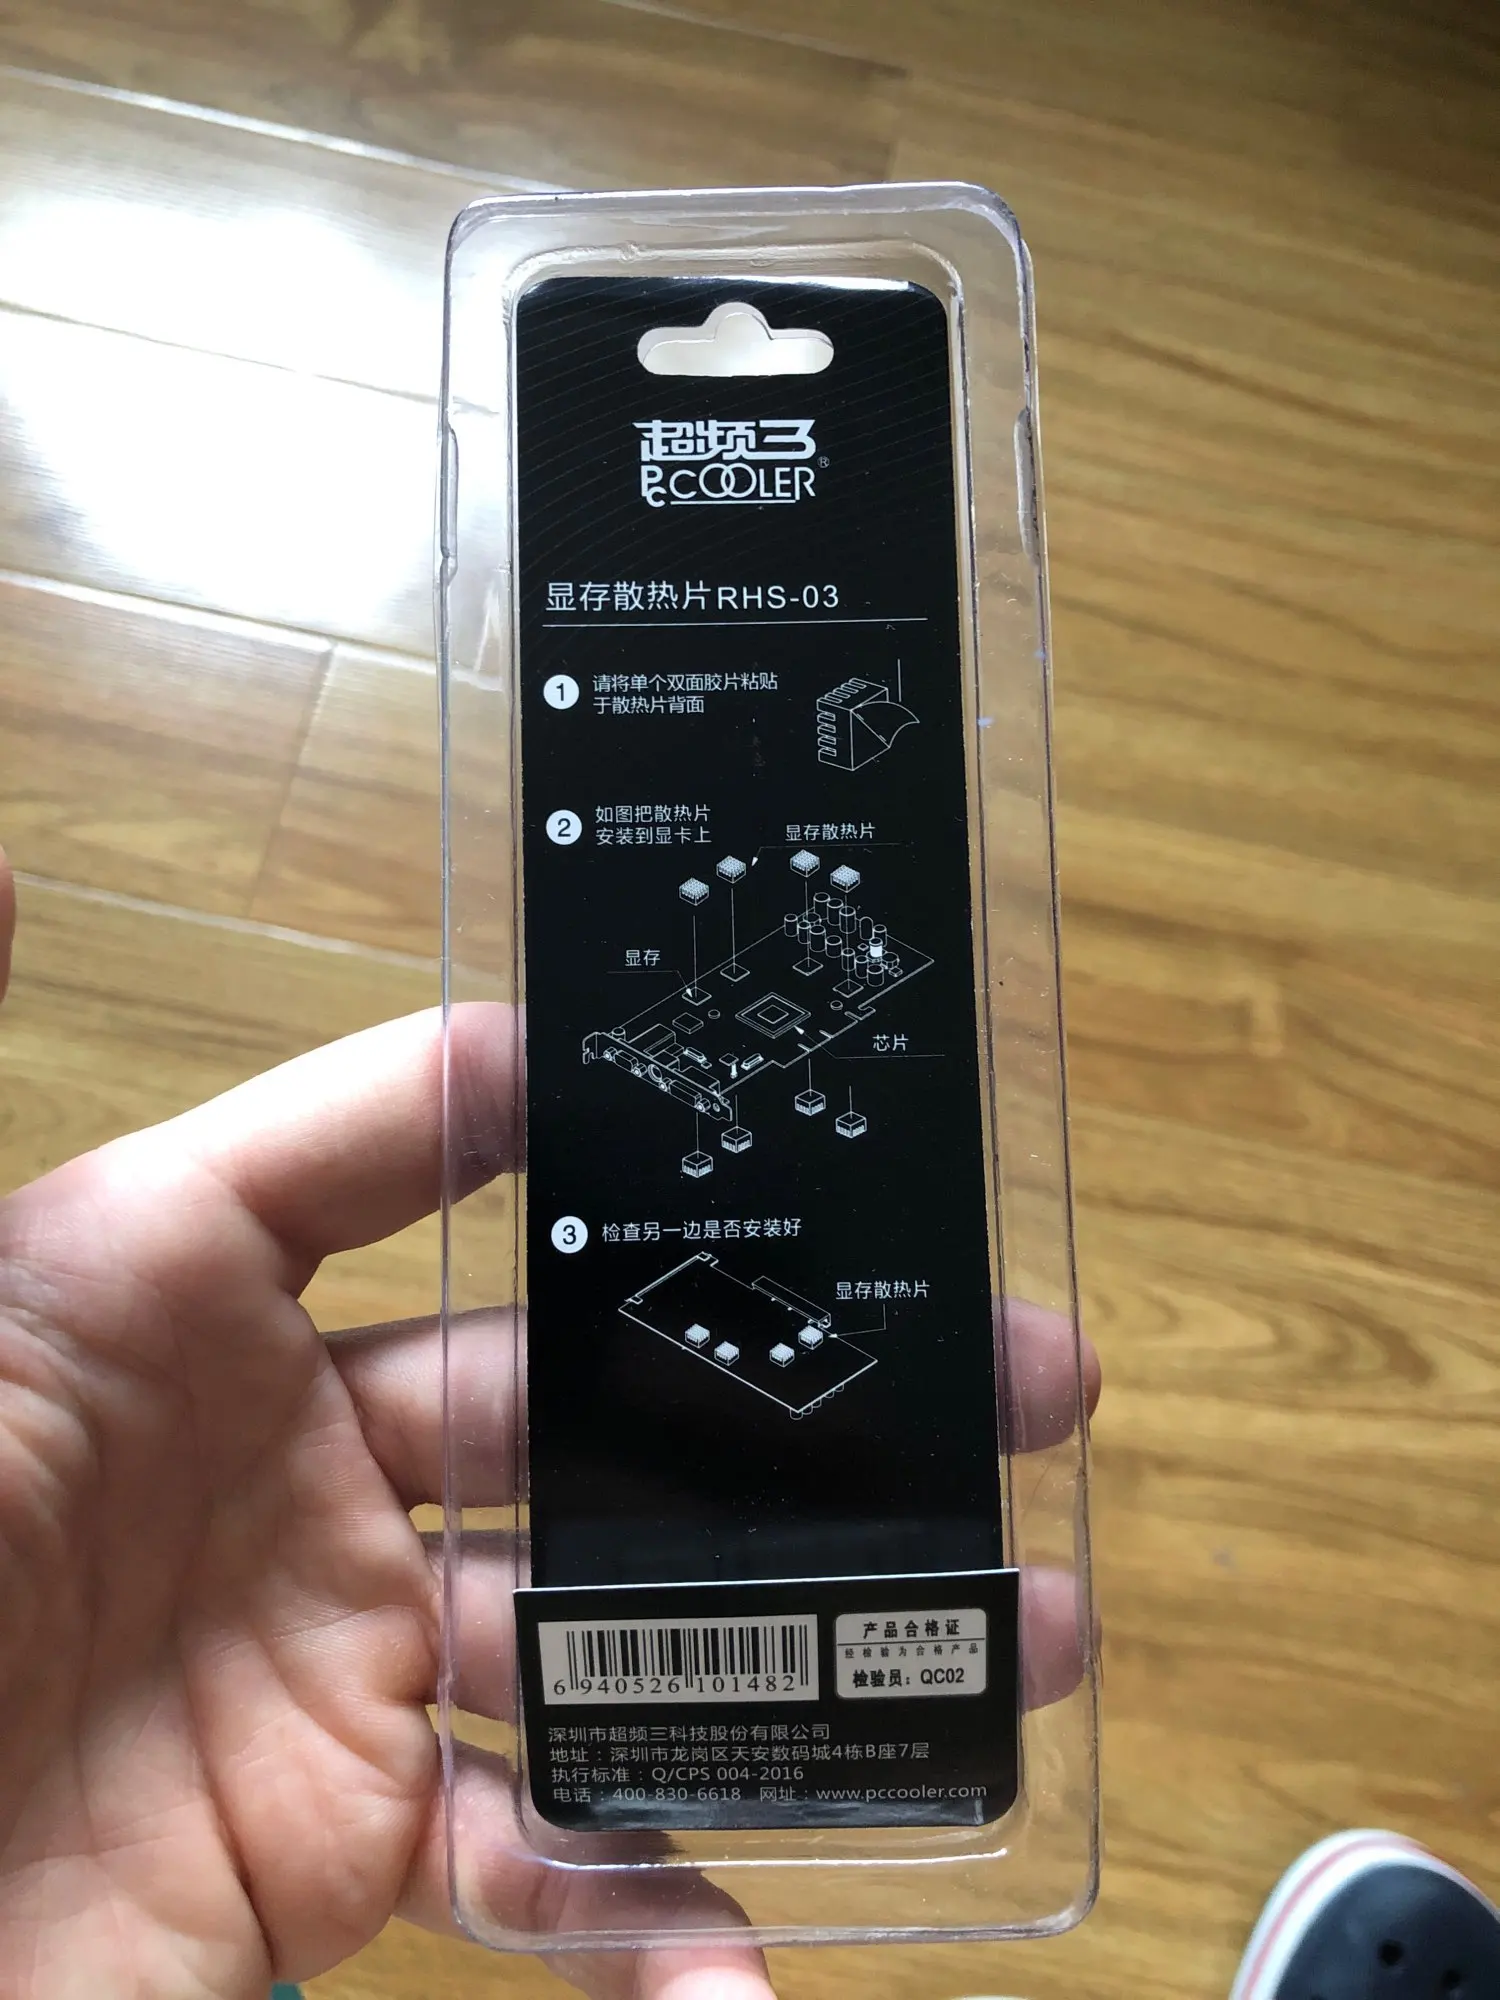 超频三
PCCOOLER®
显存散热片RHS-03
1 请将单个双面胶片粘贴
于散热片背面
2 如图把散热片
安装到显卡上
显存散热片
显存
芯片
3 检查另一边是否安装好
显存散热片
6 940526 101482
产品合格证
经检验为合格产品
检验员：QC02
深圳市超频三科技股份有限公司
地址：深圳市龙岗区天安数码城4栋B座7层
执行标准：Q/CPS 004-2016
电话：400-830-6618 网址：www.pccooler.com